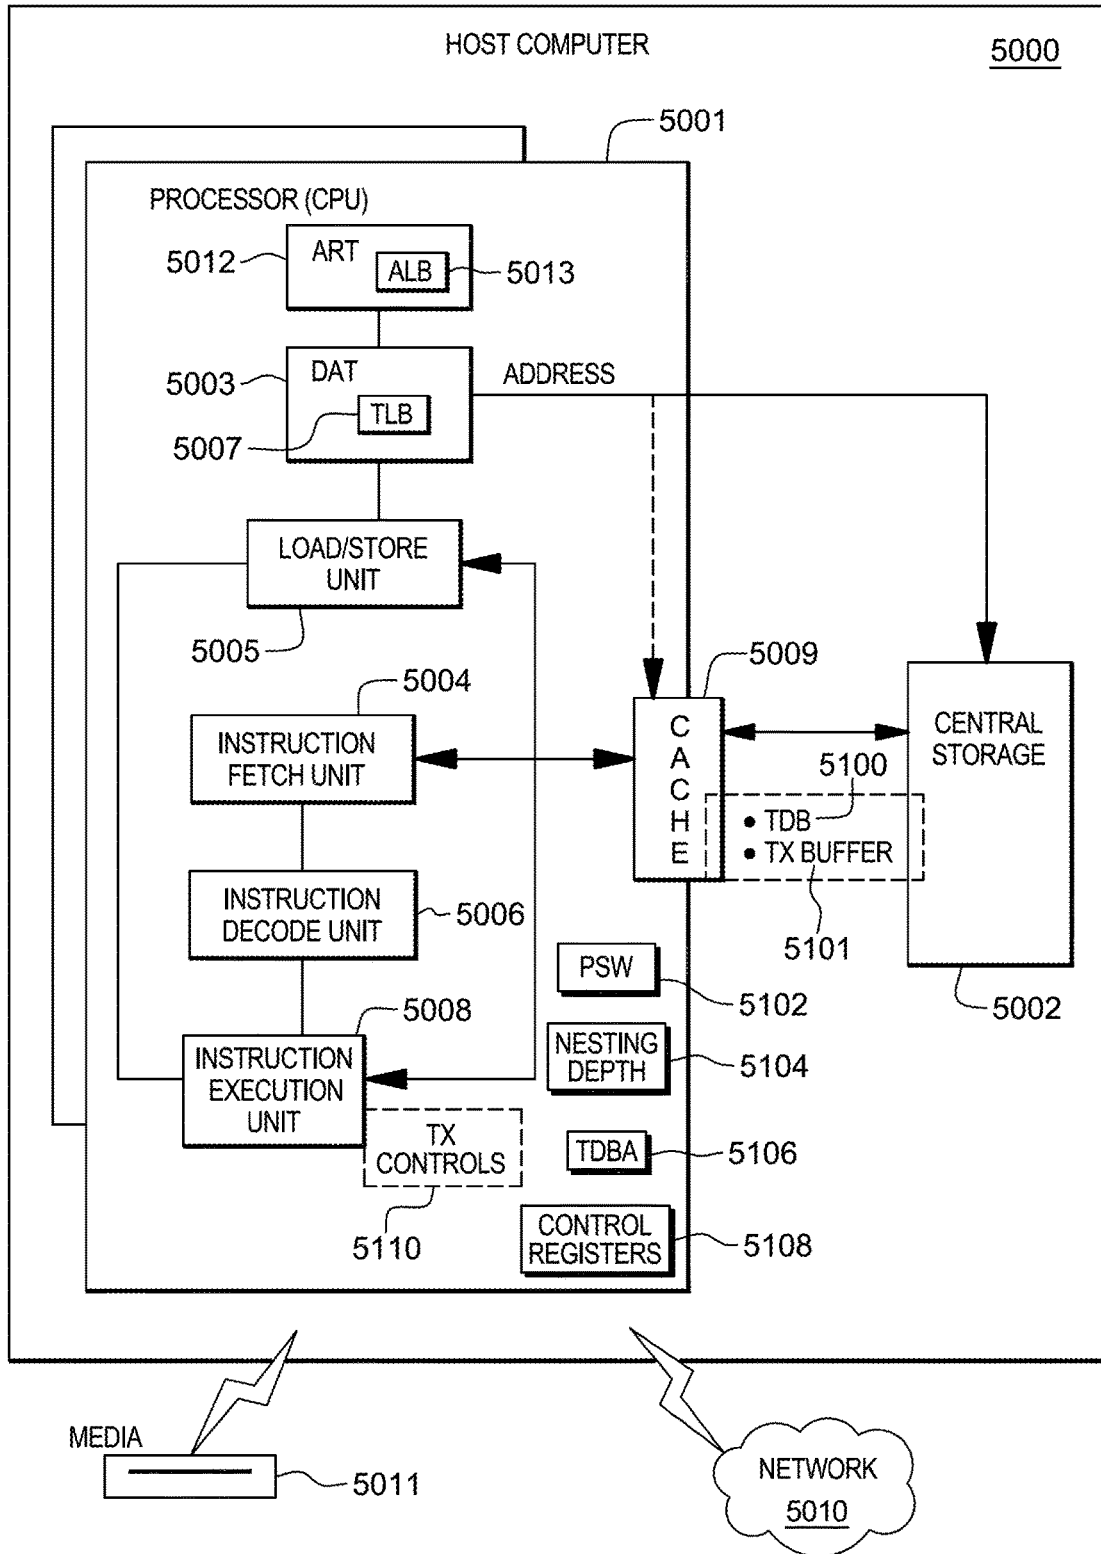 HOST COMPUTER
5000
5001
PROCESSOR (CPU)
ART
5012
ALB
5013
DAT
ADDRESS
5003
TLB
5007
LOAD/STORE
UNIT
5005
5009
5004
CACHE
INSTRUCTION
FETCH UNIT
CENTRAL
STORAGE
5100
• TDB
• TX BUFFER
INSTRUCTION
DECODE UNIT
5006
5101
PSW
5102
5002
5008
NESTING
DEPTH
5104
INSTRUCTION
EXECUTION
UNIT
TX
CONTROLS
TDBA
5106
5110
CONTROL
REGISTERS
5108
MEDIA
5011
NETWORK
5010